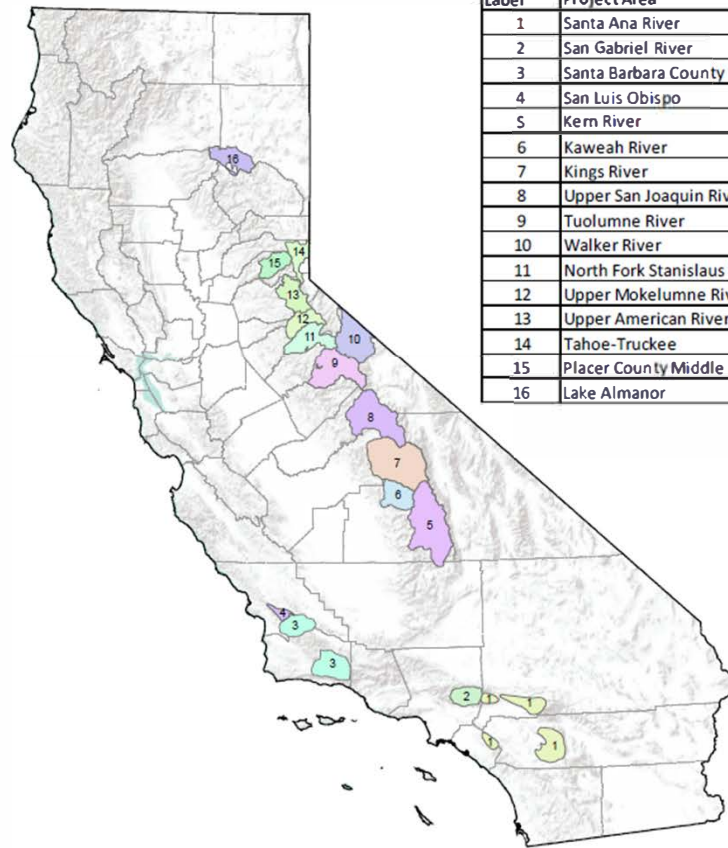 Label Project Area
1 Santa Ana River
2 San Gabriel River
3 Santa Barbara County
4 San Luis Obispo
S Kern River
6 Kaweah River
7 Kings River
8 Upper San Joaquin Riv
9 Tuolumne River
10 Walker River
11 North Fork Stanislaus
12 Upper Mokelumne Riv
13 Upper American River
14 Tahoe-Truckee
15 Placer County Middle
16 Lake Almanor
16
14
15
13
12
11
10
9
8
7
6
5
4
3
3
2
1
1
1
1